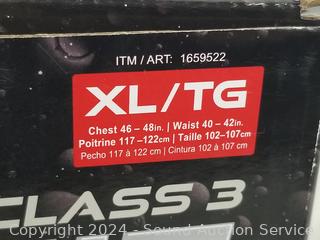 ITM / ART: 1659522
XL/TG
Chest 46 – 48in. | Waist 40 – 42in.
Poitrine 117 –122cm | Taille 102–107cm
Pecho 117 à 122 cm | Cintura 102 à 107 cm
CLASS 3
Copyright 2024 - Sound Auction Service